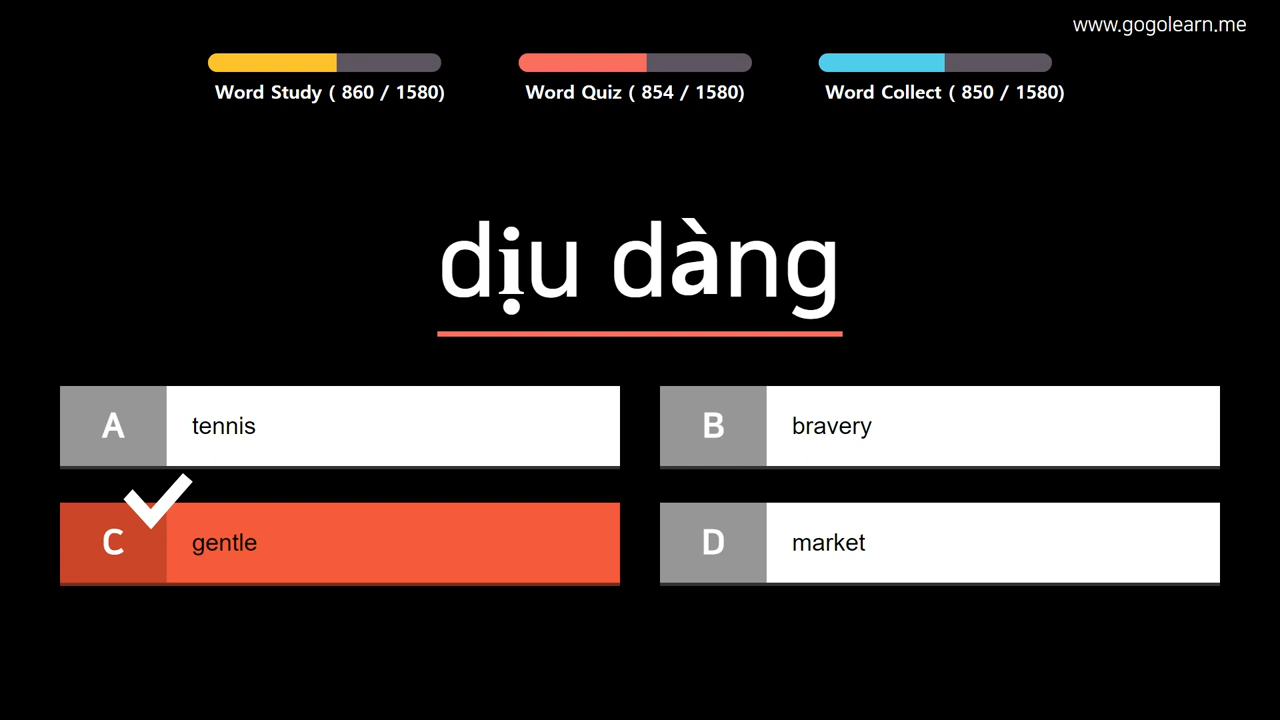 www.gogolearn.me
Word Study ( 860 / 1580)
Word Quiz ( 854 / 1580)
Word Collect ( 850 / 1580)
dịu dàng
A tennis
B bravery
C gentle
D market